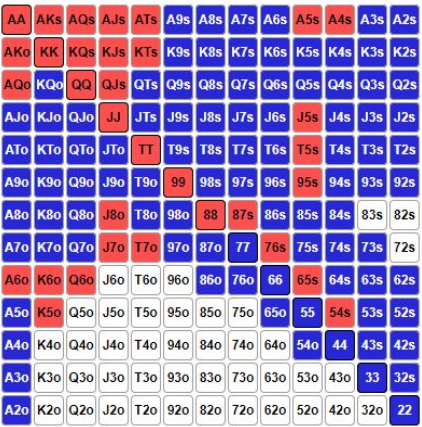 AA AKs AQs AJs ATs A9s A8s A7s A6s A5s A4s A3s A2s
AKo KK KQs KJs KTs K9s K8s K7s K6s K5s K4s K3s K2s
AQo KQo QQ QJs QTs Q9s Q8s Q7s Q6s Q5s Q4s Q3s Q2s
AJo KJo QJo JJ JTs J9s J8s J7s J6s J5s J4s J3s J2s
ATo KTo QTo JTo TT T9s T8s T7s T6s T5s T4s T3s T2s
A9o K9o Q9o J9o T9o 99 98s 97s 96s 95s 94s 93s 92s
A8o K8o Q8o J8o T8o 98o 88 87s 86s 85s 84s 83s 82s
A7o K7o Q7o J7o T7o 97o 87o 77 76s 75s 74s 73s 72s
A6o K6o Q6o J6o T6o 96o 86o 76o 66 65s 64s 63s 62s
A5o K5o Q5o J5o T5o 95o 85o 75o 65o 55 54s 53s 52s
A4o K4o Q4o J4o T4o 94o 84o 74o 64o 54o 44 43s 42s
A3o K3o Q3o J3o T3o 93o 83o 73o 63o 53o 43o 33 32s
A2o K2o Q2o J2o T2o 92o 82o 72o 62o 52o 42o 32o 22